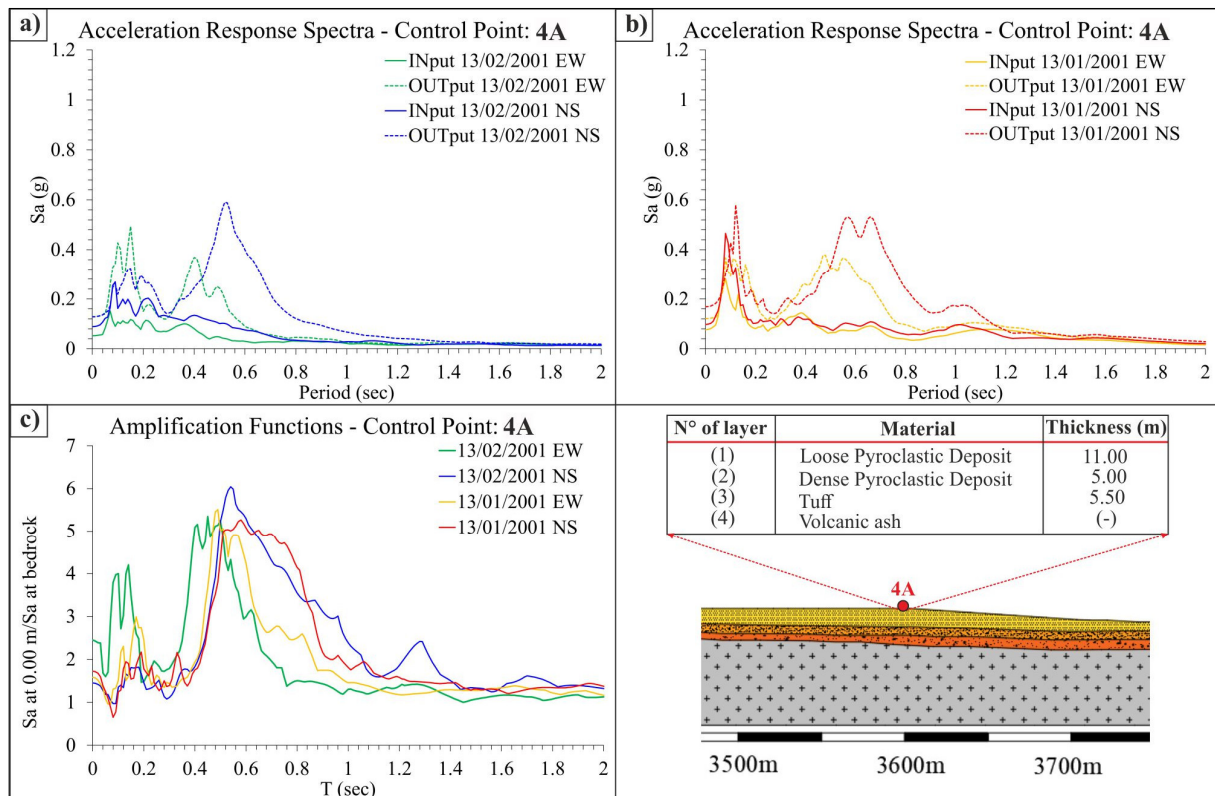 a)
Acceleration Response Spectra - Control Point: 4A
1.2
1
0.8
0.6
0.4
0.2
0
Sa (g)
INput 13/02/2001 EW
OUTput 13/02/2001 EW
INput 13/02/2001 NS
OUTput 13/02/2001 NS
0 0.2 0.4 0.6 0.8 1 1.2 1.4 1.6 1.8 2
Period (sec)
b)
Acceleration Response Spectra - Control Point: 4A
1.2
1
0.8
0.6
0.4
0.2
0
Sa (g)
INput 13/01/2001 EW
OUTput 13/01/2001 EW
INput 13/01/2001 NS
OUTput 13/01/2001 NS
0 0.2 0.4 0.6 0.8 1 1.2 1.4 1.6 1.8 2
Period (sec)
c)
Amplification Functions - Control Point: 4A
7
6
5
4
3
2
1
0
Sa at 0.00 m/Sa at bedrock
13/02/2001 EW
13/02/2001 NS
13/01/2001 EW
13/01/2001 NS
0 0.2 0.4 0.6 0.8 1 1.2 1.4 1.6 1.8 2
T (sec)
N° of layer Material Thickness (m)
(1) Loose Pyroclastic Deposit 11.00
(2) Dense Pyroclastic Deposit 5.00
(3) Tuff 5.50
(4) Volcanic ash (-)
4A
3500m 3600m 3700m